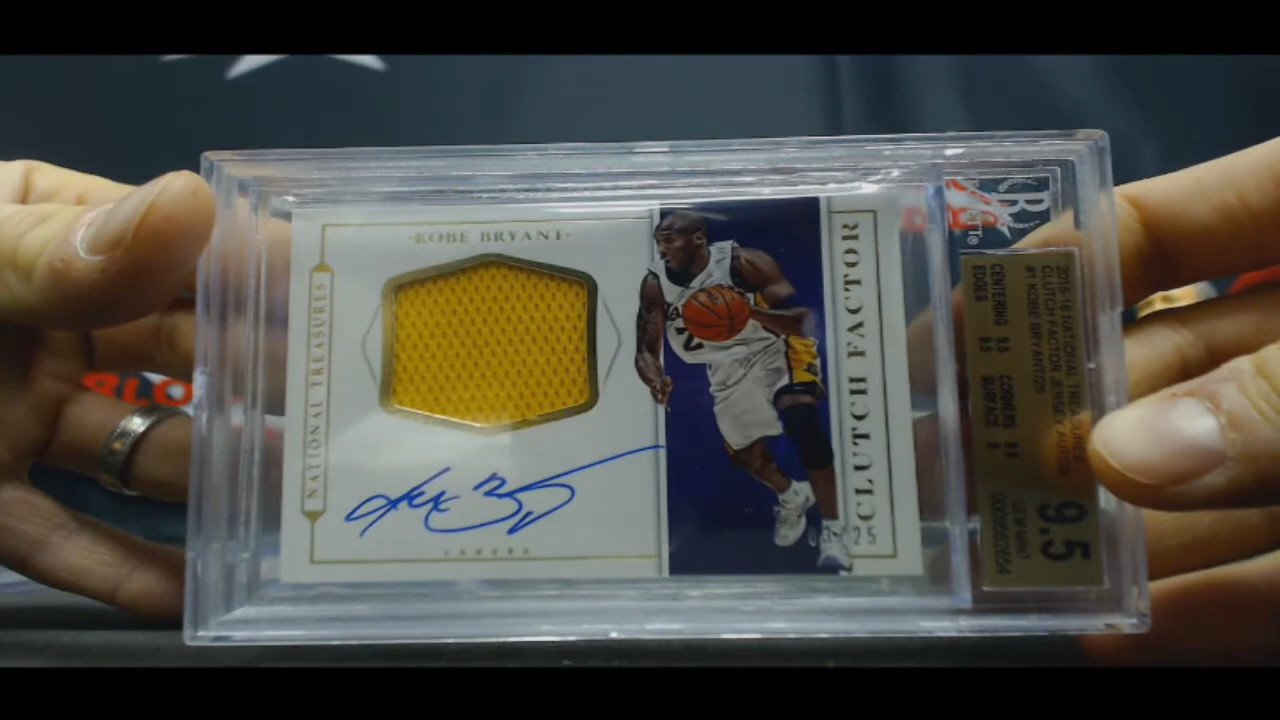 KOBE BRYANT
NATIONAL TREASURES
LAKERS
CLUTCH FACTOR
2015-16 NATIONAL TREASURES
CLUTCH FACTOR JERSEY AUTOS
#1 KOBE BRYANT/25
CENTERING 9.5 CORNERS 9.5
EDGES 9.5 SURFACE 9
9.5
GEM MINT
BLO